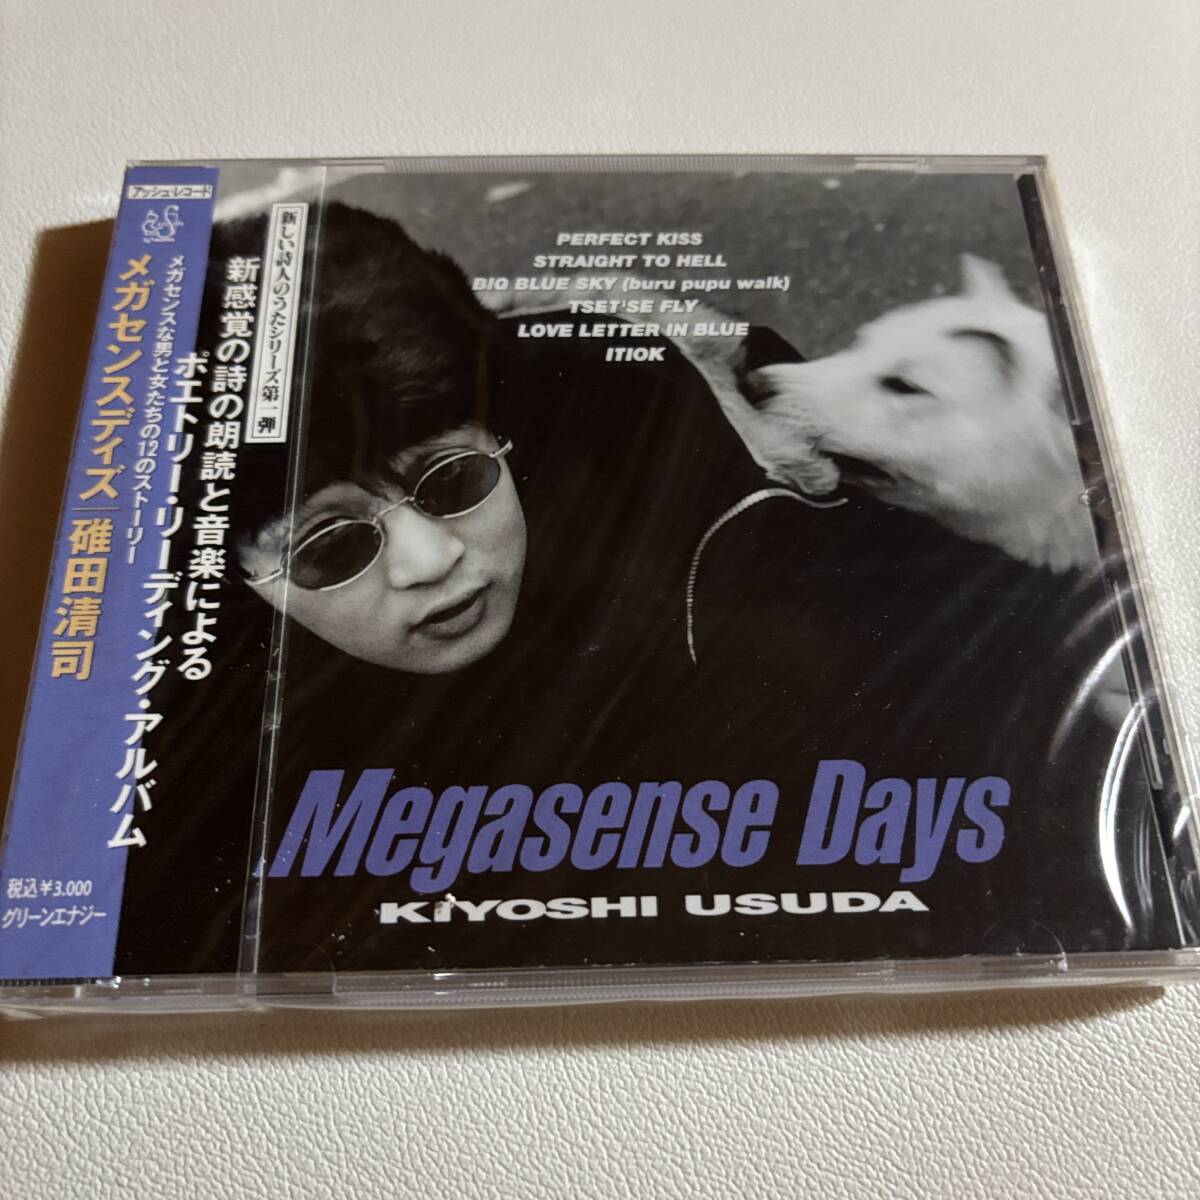 アッシュ・レコード
メガセンスな男と女たちの12のストーリー
メガセンスデイズ|碓田清司
税込¥3.000
グリーンエナジー
新しい詩人のうたシリーズ第一弾
新感覚の詩の朗読と音楽による
ポエトリー・リーディング・アルバム
PERFECT KISS
STRAIGHT TO HELL
BIG BLUE SKY (buru pupu walk)
TSET'SE FLY
LOVE LETTER IN BLUE
ITIOK
Megasense Days
KIYOSHI USUDA